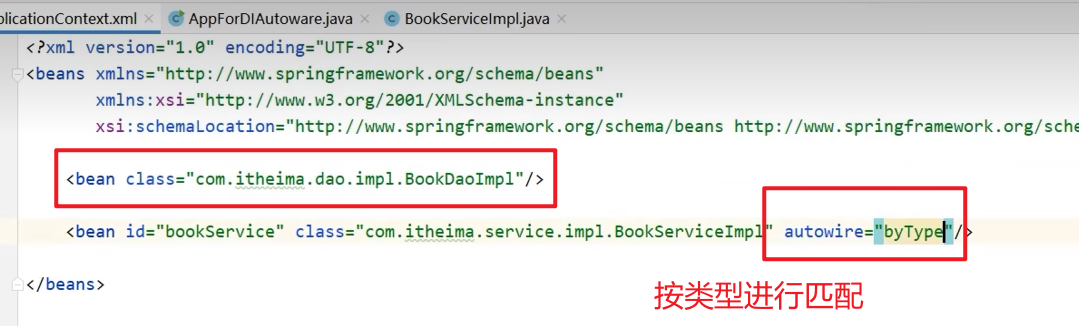 plicationContext.xml × AppForDIAutoware.java × BookServiceImpl.java ×
<?xml version="1.0" encoding="UTF-8"?>
<beans xmlns="http://www.springframework.org/schema/beans"
xmlns:xsi="http://www.w3.org/2001/XMLSchema-instance"
xsi:schemaLocation="http://www.springframework.org/schema/beans http://www.springframework.org/sche
<bean class="com.itheima.dao.impl.BookDaoImpl"/>
<bean id="bookService" class="com.itheima.service.impl.BookServiceImpl" autowire="byType"/>
</beans>
按类型进行匹配